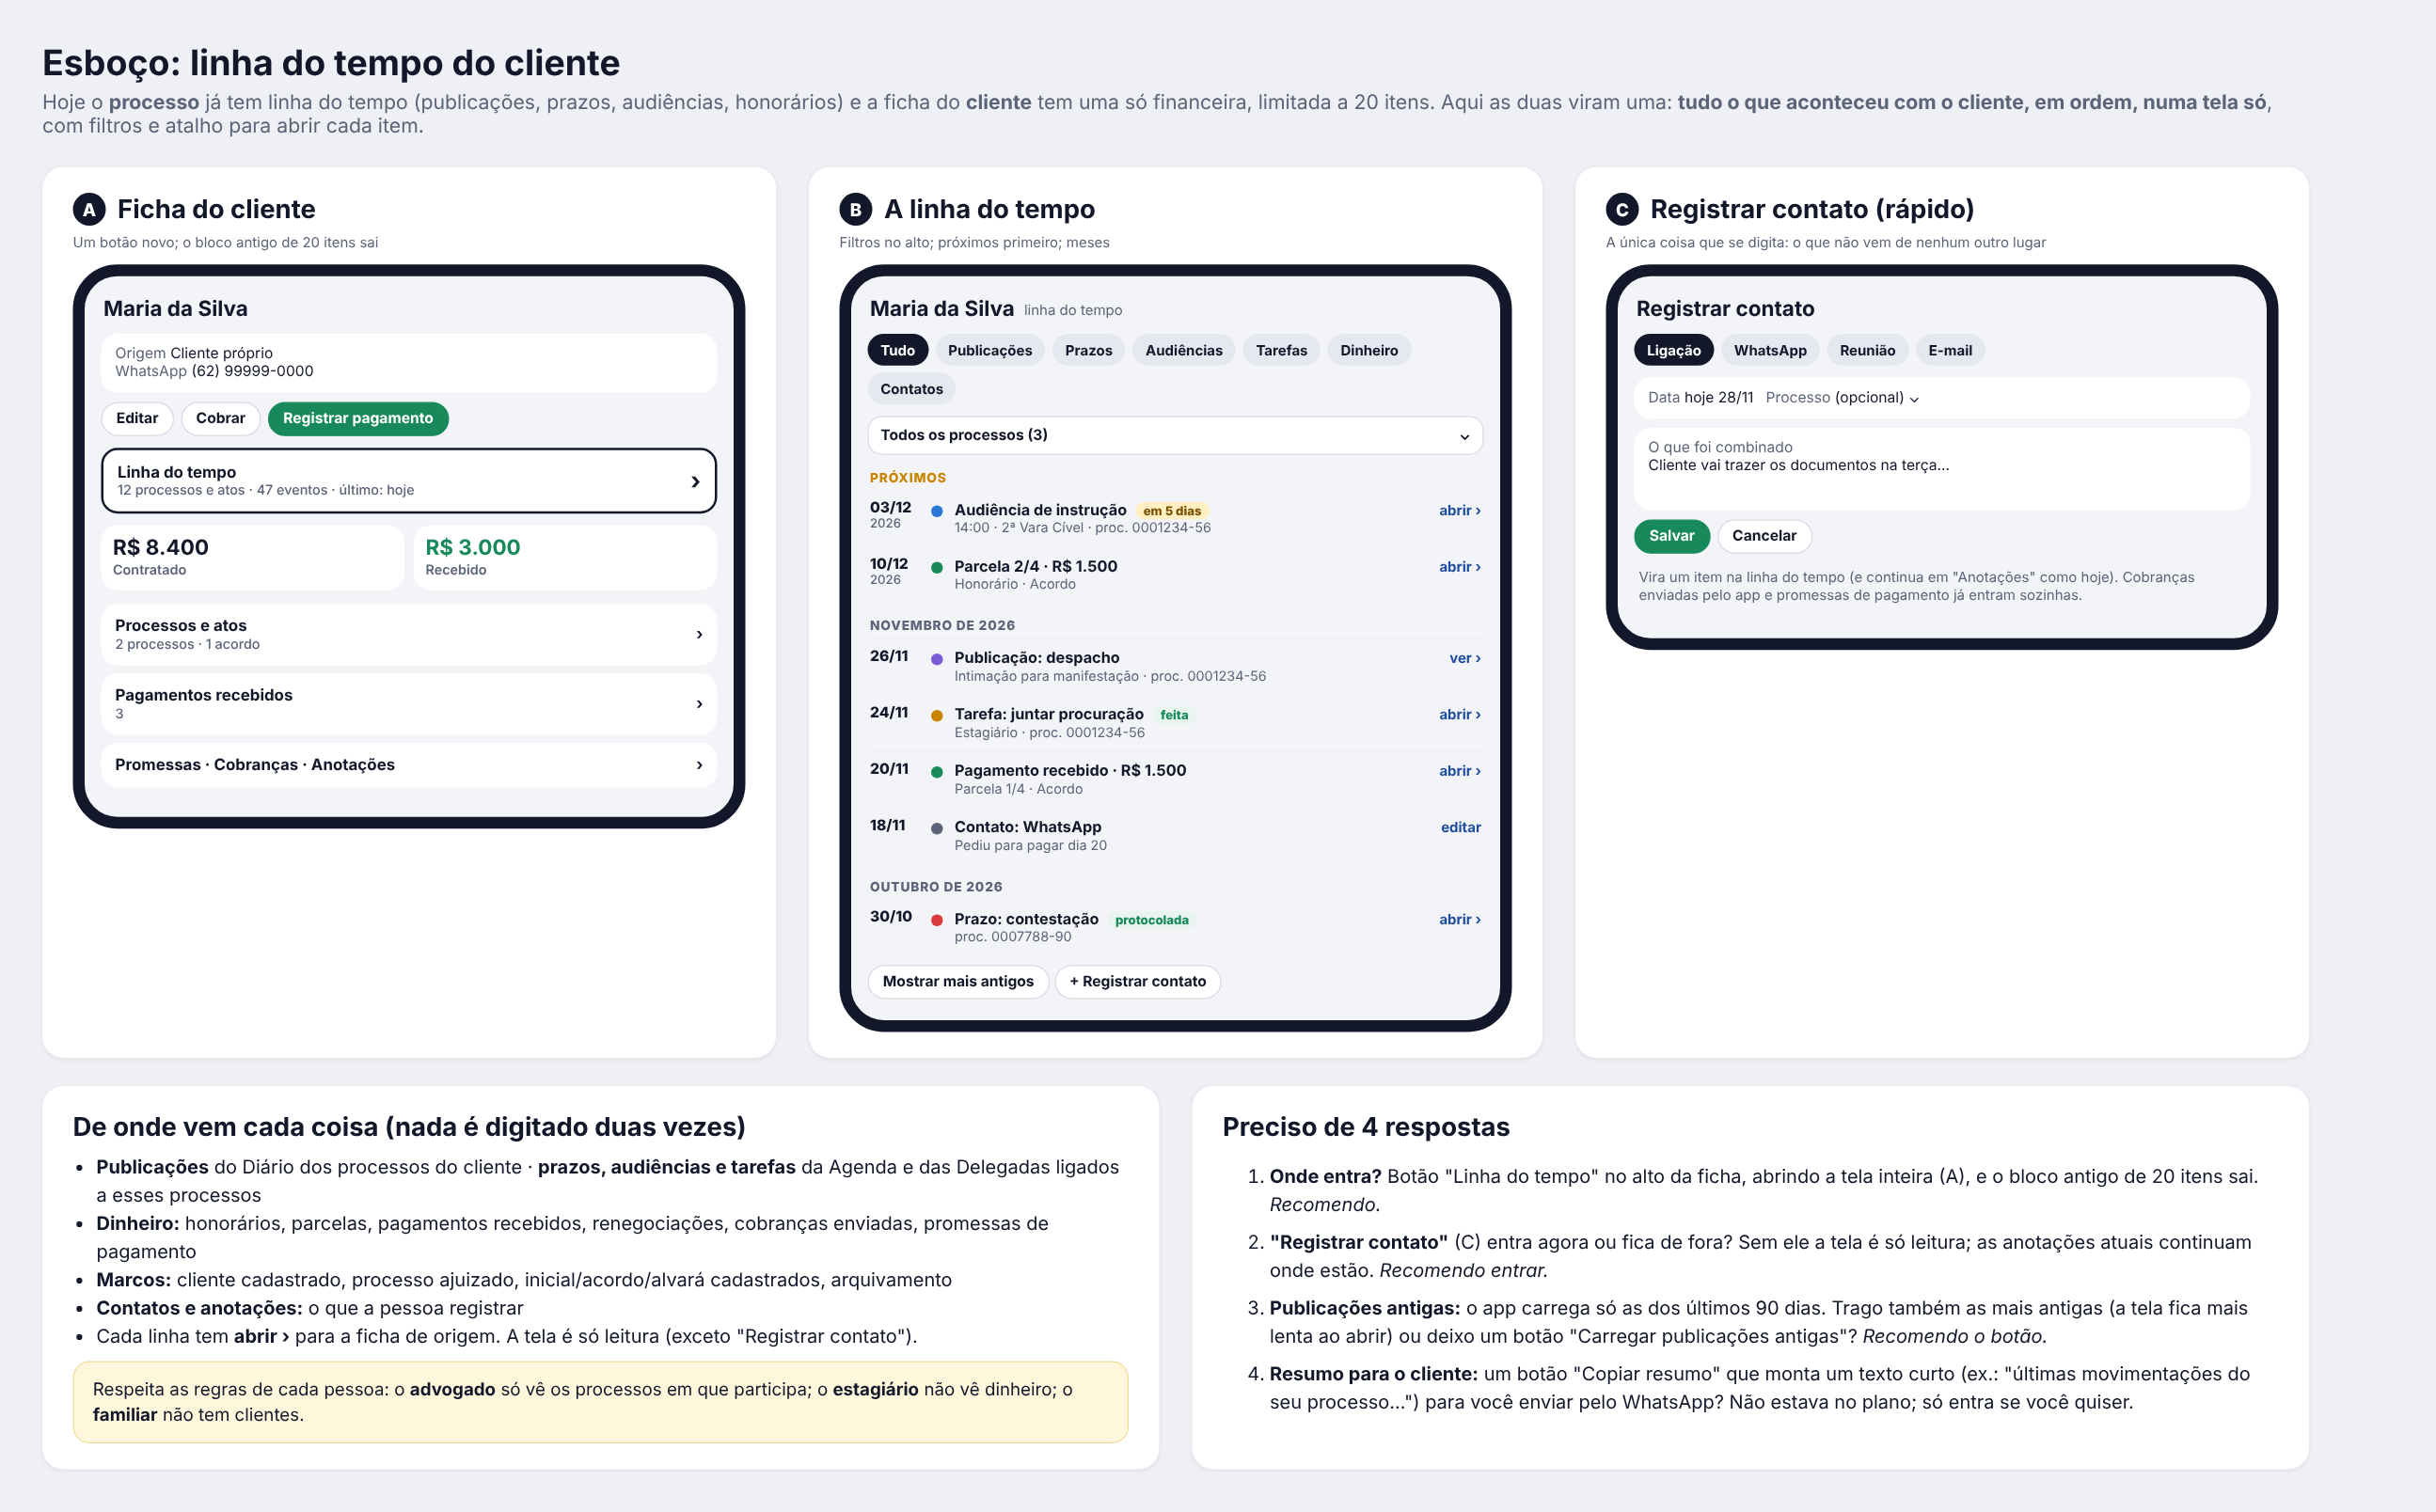 Esboço: linha do tempo do cliente
Hoje o processo já tem linha do tempo (publicações, prazos, audiências, honorários) e a ficha do cliente tem uma só financeira, limitada a 20 itens. Aqui as duas viram uma: tudo o que aconteceu com o cliente, em ordem, numa tela só,
com filtros e atalho para abrir cada item.
A Ficha do cliente
Um botão novo; o bloco antigo de 20 itens sai
Maria da Silva
Origem Cliente próprio
WhatsApp (62) 99999-0000
Editar Cobrar Registrar pagamento
Linha do tempo
12 processos e atos · 47 eventos · último: hoje
›
R$ 8.400 R$ 3.000
Contratado Recebido
Processos e atos
2 processos · 1 acordo
›
Pagamentos recebidos
3
›
Promessas · Cobranças · Anotações ›
B A linha do tempo
Filtros no alto; próximos primeiro; meses
Maria da Silva linha do tempo
Tudo Publicações Prazos Audiências Tarefas Dinheiro
Contatos
Todos os processos (3)
PRÓXIMOS
03/12 Audiência de instrução em 5 dias abrir ›
2026 14:00 · 2ª Vara Cível · proc. 0001234-56
10/12 Parcela 2/4 · R$ 1.500 abrir ›
2026 Honorário · Acordo
NOVEMBRO DE 2026
26/11 Publicação: despacho ver ›
Intimação para manifestação · proc. 0001234-56
24/11 Tarefa: juntar procuração feita abrir ›
Estagiário · proc. 0001234-56
20/11 Pagamento recebido · R$ 1.500 abrir ›
Parcela 1/4 · Acordo
18/11 Contato: WhatsApp editar
Pediu para pagar dia 20
OUTUBRO DE 2026
30/10 Prazo: contestação protocolada abrir ›
proc. 0007788-90
Mostrar mais antigos + Registrar contato
C Registrar contato (rápido)
A única coisa que se digita: o que não vem de nenhum outro lugar
Registrar contato
Ligação WhatsApp Reunião E-mail
Data hoje 28/11 Processo (opcional)
O que foi combinado
Cliente vai trazer os documentos na terça...
Salvar Cancelar
Vira um item na linha do tempo (e continua em "Anotações" como hoje). Cobranças
enviadas pelo app e promessas de pagamento já entram sozinhas.
De onde vem cada coisa (nada é digitado duas vezes)
• Publicações do Diário dos processos do cliente · prazos, audiências e tarefas da Agenda e das Delegadas ligados
a esses processos
• Dinheiro: honorários, parcelas, pagamentos recebidos, renegociações, cobranças enviadas, promessas de
pagamento
• Marcos: cliente cadastrado, processo ajuizado, inicial/acordo/alvará cadastrados, arquivamento
• Contatos e anotações: o que a pessoa registrar
• Cada linha tem abrir › para a ficha de origem. A tela é só leitura (exceto "Registrar contato").
Respeita as regras de cada pessoa: o advogado só vê os processos em que participa; o estagiário não vê dinheiro; o
familiar não tem clientes.
Preciso de 4 respostas
1. Onde entra? Botão "Linha do tempo" no alto da ficha, abrindo a tela inteira (A), e o bloco antigo de 20 itens sai.
Recomendo.
2. "Registrar contato" (C) entra agora ou fica de fora? Sem ele a tela é só leitura; as anotações atuais continuam
onde estão. Recomendo entrar.
3. Publicações antigas: o app carrega só as dos últimos 90 dias. Trago também as mais antigas (a tela fica mais
lenta ao abrir) ou deixo um botão "Carregar publicações antigas"? Recomendo o botão.
4. Resumo para o cliente: um botão "Copiar resumo" que monta um texto curto (ex.: "últimas movimentações do
seu processo...") para você enviar pelo WhatsApp? Não estava no plano; só entra se você quiser.